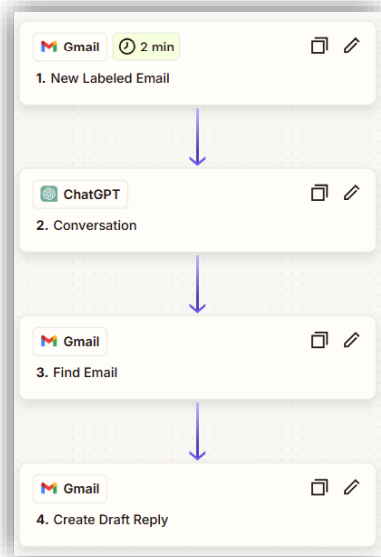 Gmail 2 min
1. New Labeled Email
ChatGPT
2. Conversation
Gmail
3. Find Email
Gmail
4. Create Draft Reply